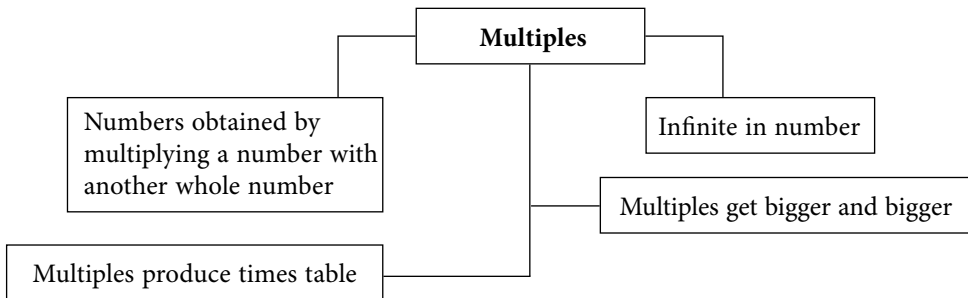 Multiples
Numbers obtained by
multiplying a number with
another whole number
Infinite in number
Multiples get bigger and bigger
Multiples produce times table